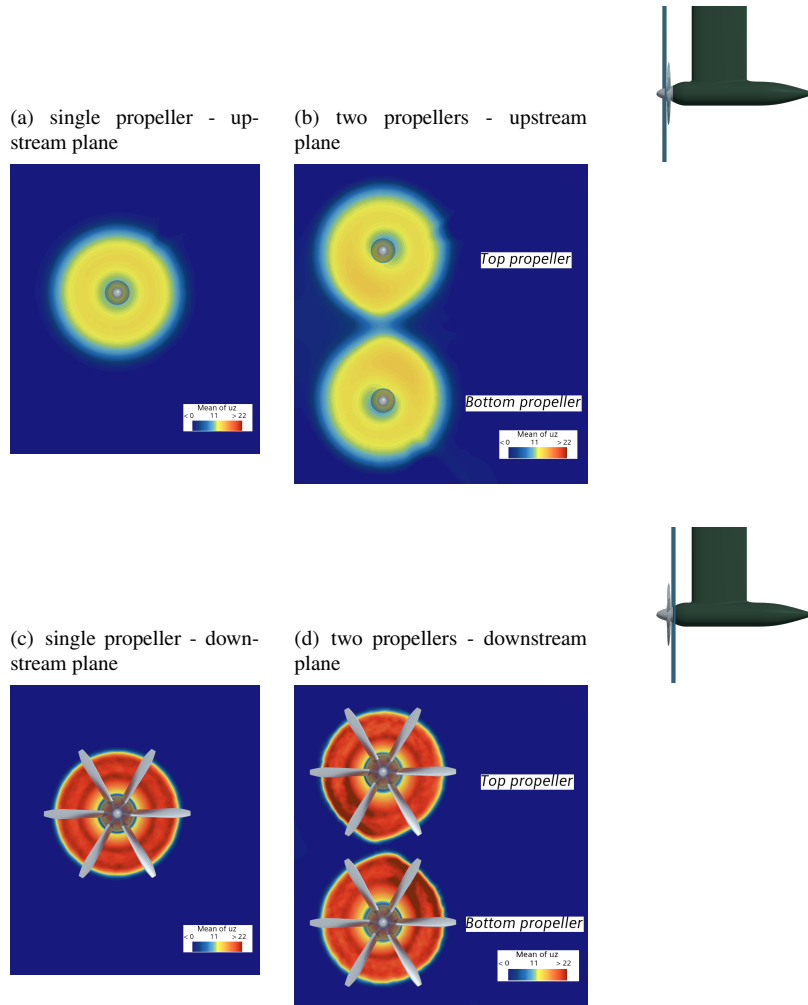 (a) single propeller - up-
stream plane
(b) two propellers - upstream
plane
Mean of uz
< 0 11 > 22
Top propeller
Bottom propeller
Mean of uz
< 0 11 > 22
(c) single propeller - down-
stream plane
(d) two propellers - downstream
plane
Mean of uz
< 0 11 > 22
Top propeller
Bottom propeller
Mean of uz
< 0 11 > 22